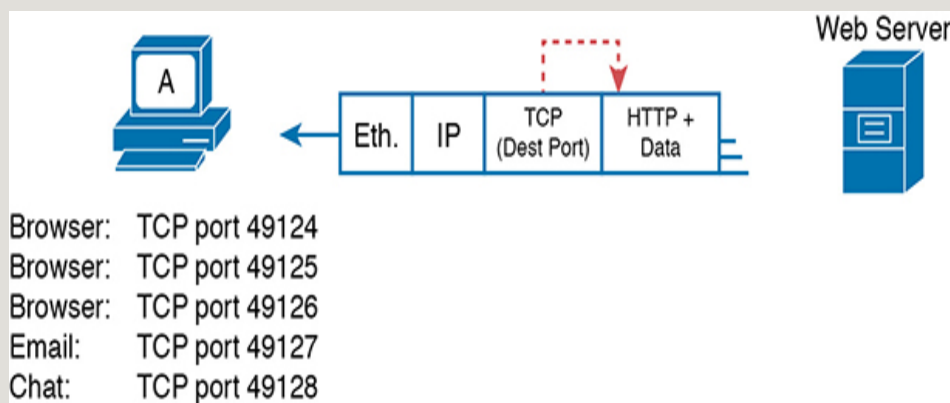 Web Server
A
Eth.
IP
TCP
(Dest Port)
HTTP +
Data
Browser: TCP port 49124
Browser: TCP port 49125
Browser: TCP port 49126
Email: TCP port 49127
Chat: TCP port 49128